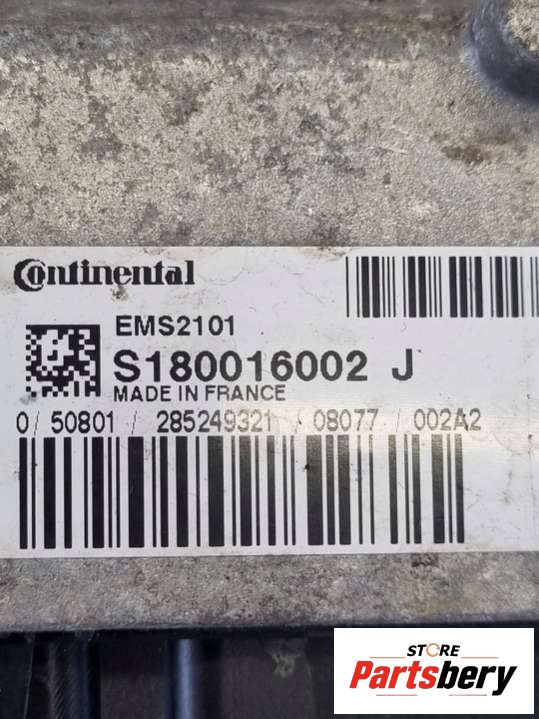 Continental
EMS2101
S180016002 J
MADE IN FRANCE
0/ 50801 / 285249321 / 08077 / 002A2
STORE
Partsbery